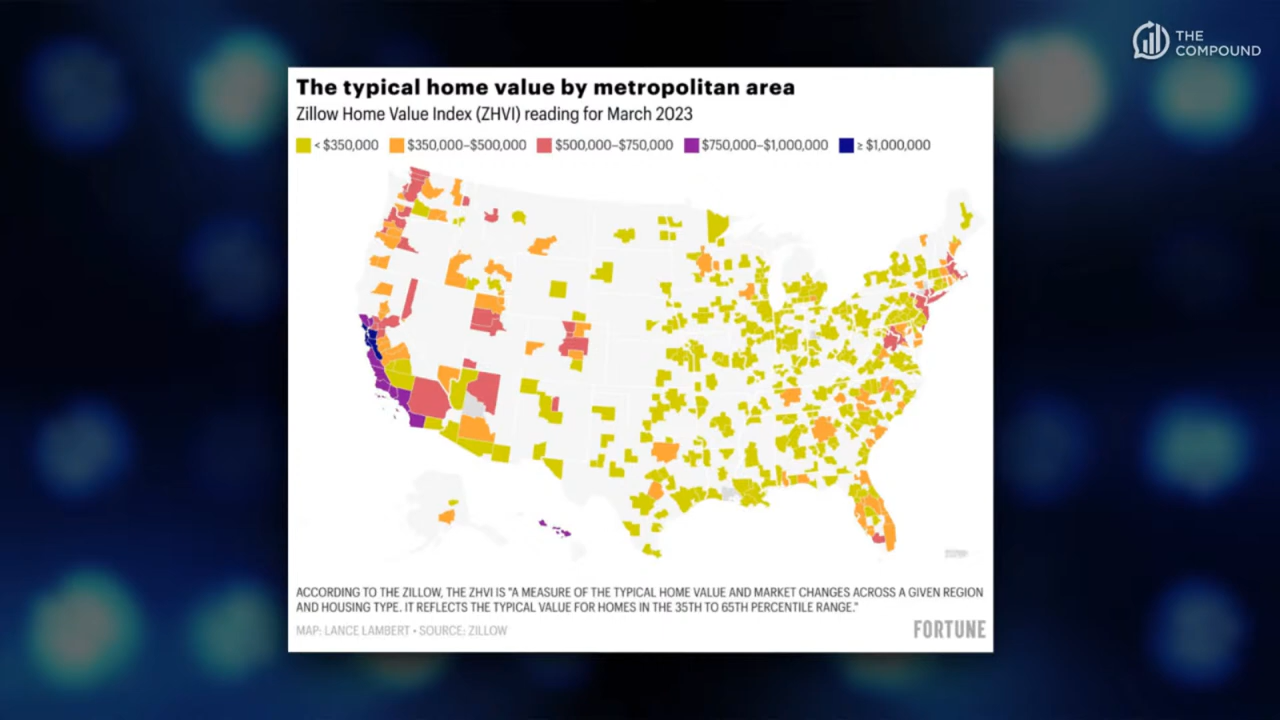 THE
COMPOUND
The typical home value by metropolitan area
Zillow Home Value Index (ZHVI) reading for March 2023
< $350,000 $350,000–$500,000 $500,000–$750,000 $750,000–$1,000,000 ≥ $1,000,000
ACCORDING TO THE ZILLOW, THE ZHVI IS "A MEASURE OF THE TYPICAL HOME VALUE AND MARKET CHANGES ACROSS A GIVEN REGION
AND HOUSING TYPE. IT REFLECTS THE TYPICAL VALUE FOR HOMES IN THE 35TH TO 65TH PERCENTILE RANGE."
MAP: LANCE LAMBERT • SOURCE: ZILLOW
FORTUNE